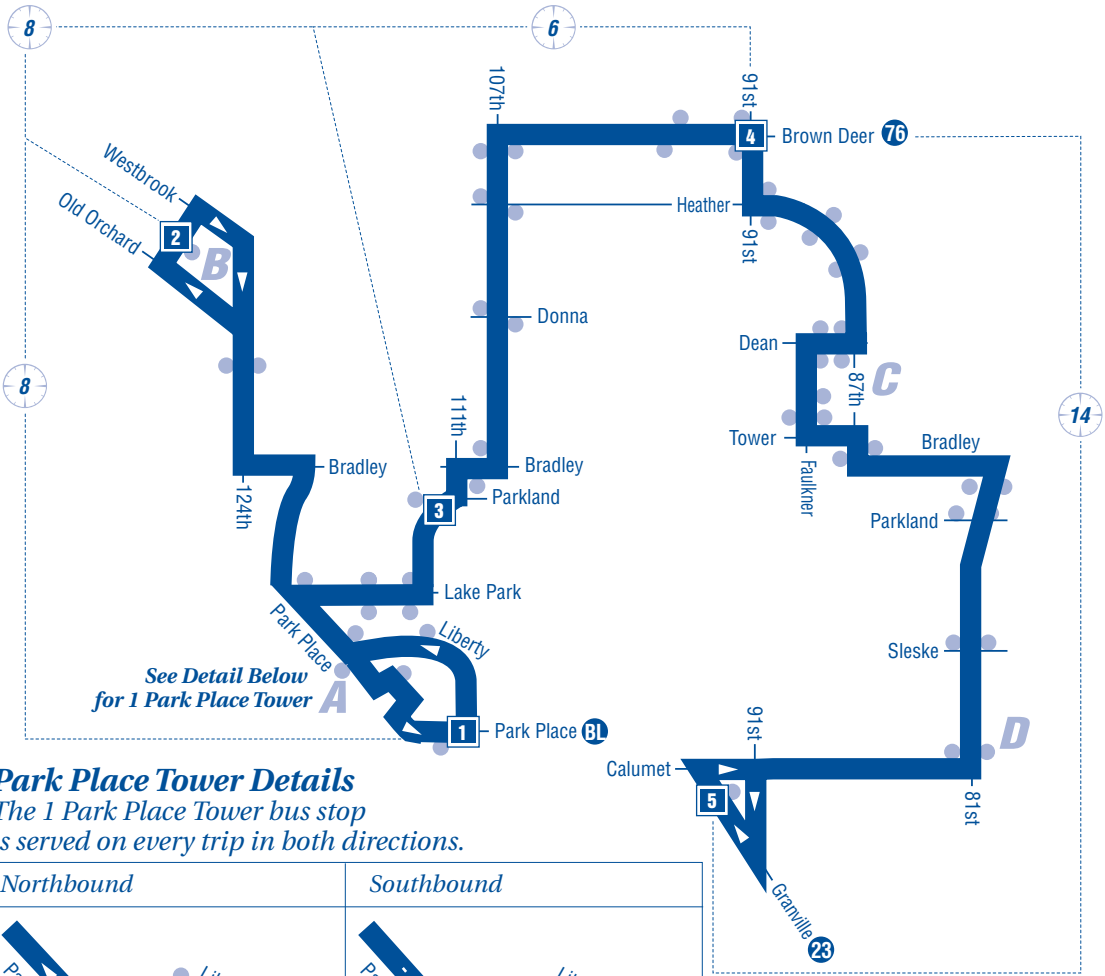 8
6
107th
91st
4
Brown Deer 76
Westbrook
Old Orchard
2
B
Heather
91st
Donna
Dean
C
87th
8
111th
14
Tower
Bradley
Bradley
Bradley
Faulkner
124th
Parkland
3
Parkland
Lake Park
Park Place
Liberty
Sleske
See Detail Below
for 1 Park Place Tower
A
1
Park Place BL
91st
D
Calumet
5
81st
Park Place Tower Details
The 1 Park Place Tower bus stop
is served on every trip in both directions.
Granville 23
Northbound
Southbound